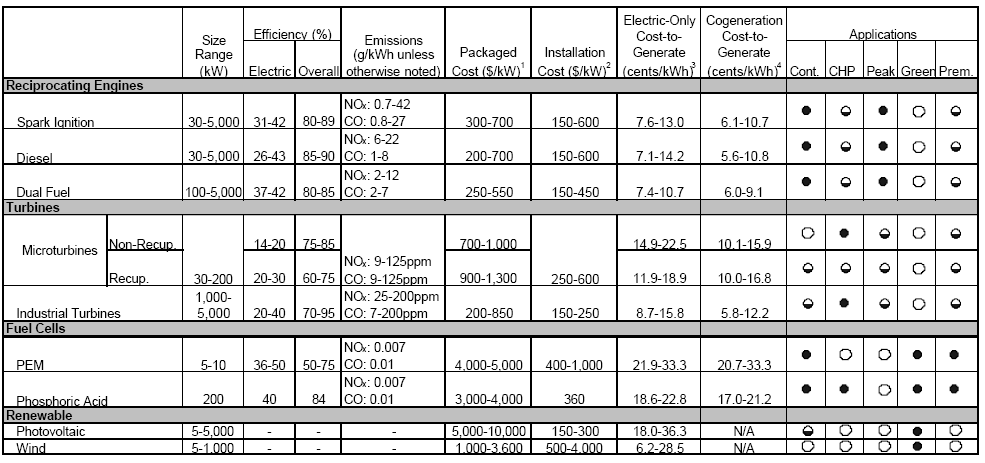 Size Range (kW) Efficiency (%) Electric Overall Emissions (g/kWh unless otherwise noted) Packaged Cost ($/kW)1 Installation Cost ($/kW)2 Electric-Only Cost-to-Generate (cents/kWh)3 Cogeneration Cost-to-Generate (cents/kWh)4 Applications Cont. CHP Peak Green Prem.
Reciprocating Engines
Spark Ignition 30-5,000 31-42 80-89 NOx: 0.7-42 CO: 0.8-27 300-700 150-600 7.6-13.0 6.1-10.7
Diesel 30-5,000 26-43 85-90 NOx: 6-22 CO: 1-8 200-700 150-600 7.1-14.2 5.6-10.8
Dual Fuel 100-5,000 37-42 80-85 NOx: 2-12 CO: 2-7 250-550 150-450 7.4-10.7 6.0-9.1
Turbines
Microturbines Non-Recup. 14-20 75-85 700-1,000 14.9-22.5 10.1-15.9
Recup. 30-200 20-30 60-75 NOx: 9-125ppm CO: 9-125ppm 900-1,300 250-600 11.9-18.9 10.0-16.8
Industrial Turbines 1,000-5,000 20-40 70-95 NOx: 25-200ppm CO: 7-200ppm 200-850 150-250 8.7-15.8 5.8-12.2
Fuel Cells
PEM 5-10 36-50 50-75 NOx: 0.007 CO: 0.01 4,000-5,000 400-1,000 21.9-33.3 20.7-33.3
Phosphoric Acid 200 40 84 NOx: 0.007 CO: 0.01 3,000-4,000 360 18.6-22.8 17.0-21.2
Renewable
Photovoltaic 5-5,000 - - - 5,000-10,000 150-300 18.0-36.3 N/A
Wind 5-1,000 - - - 1,000-3,600 500-4,000 6.2-28.5 N/A